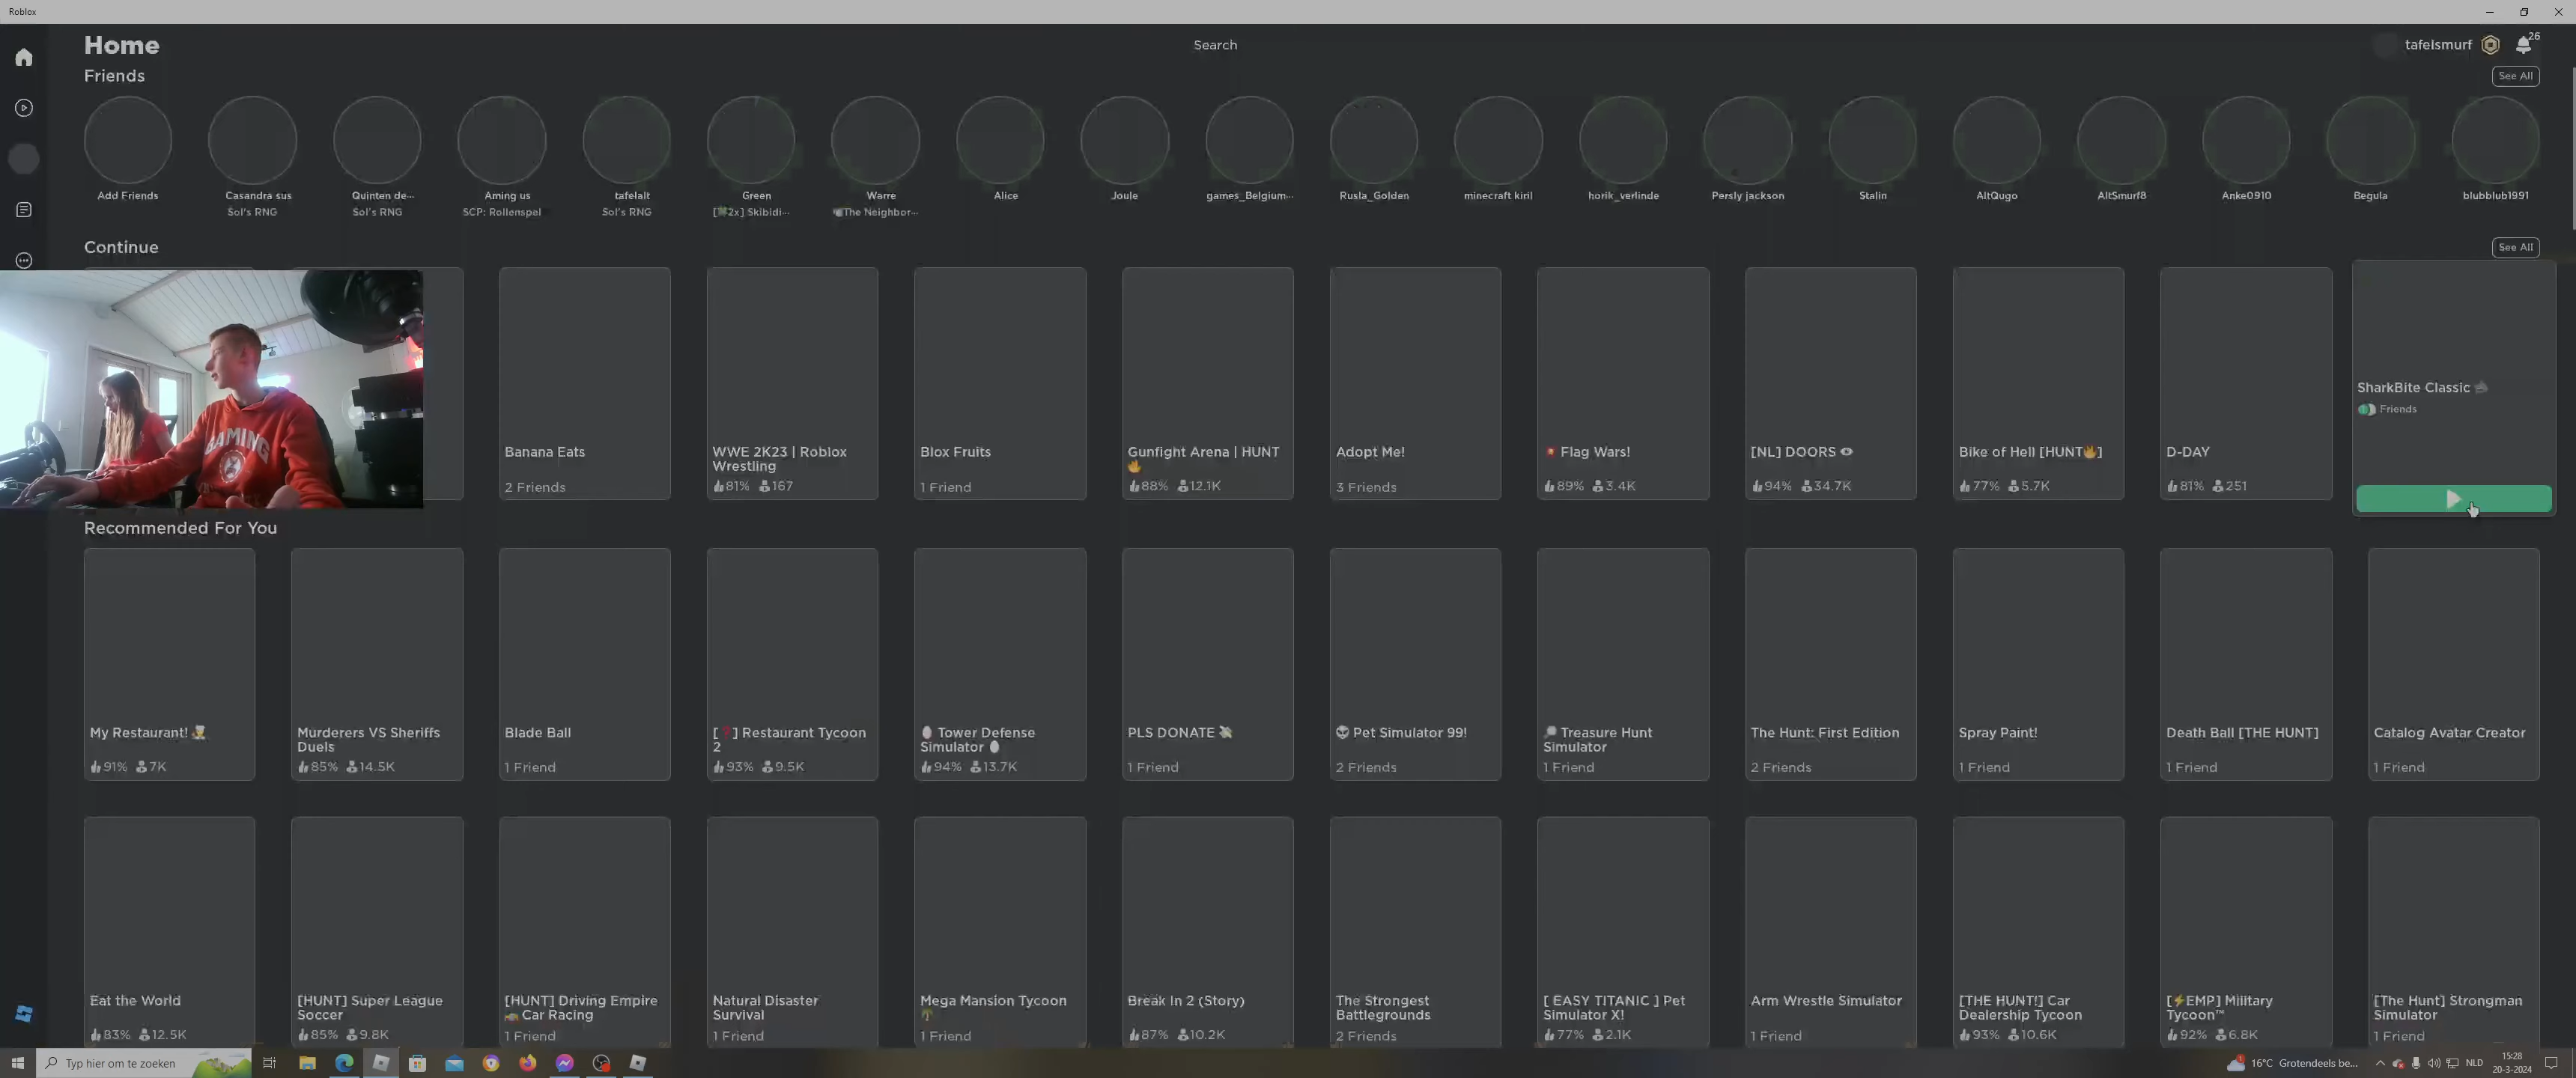 Roblox
Home
Search
tafelsmurf
26
Friends
See All
Add Friends
Casandra sus
Quinten de...
Aming us
tafelalt
Green
Warre
Alice
Joule
games_Belgium...
Rusla_Golden
minecraft kiril
horik_verlinde
Persly jackson
Stalin
AltQugo
AltSmurf8
Anke0910
Begula
blubblub1991
Sol's RNG
Sol's RNG
SCP: Rollenspel
Sol's RNG
[🍀2x] Skibidi...
The Neighbor...
Continue
See All
SharkBite Classic
Friends
Banana Eats
2 Friends
WWE 2K23 | Roblox
Wrestling
81% 167
Blox Fruits
1 Friend
Gunfight Arena | HUNT
🔥
88% 12.1K
Adopt Me!
3 Friends
Flag Wars!
89% 3.4K
[NL] DOORS 👁
94% 34.7K
Bike of Hell [HUNT🔥]
77% 5.7K
D-DAY
81% 251
GAMING
Recommended For You
My Restaurant!
91% 7K
Murderers VS Sheriffs
Duels
85% 14.5K
Blade Ball
1 Friend
[❓] Restaurant Tycoon
2
93% 9.5K
🥚 Tower Defense
Simulator 🥚
94% 13.7K
PLS DONATE 💸
1 Friend
👽 Pet Simulator 99!
2 Friends
Treasure Hunt
Simulator
1 Friend
The Hunt: First Edition
2 Friends
Spray Paint!
1 Friend
Death Ball [THE HUNT]
1 Friend
Catalog Avatar Creator
1 Friend
Eat the World
83% 12.5K
[HUNT] Super League
Soccer
85% 9.8K
[HUNT] Driving Empire
🚗 Car Racing
1 Friend
Natural Disaster
Survival
1 Friend
Mega Mansion Tycoon
🌴
1 Friend
Break In 2 (Story)
87% 10.2K
The Strongest
Battlegrounds
2 Friends
[ EASY TITANIC ] Pet
Simulator X!
77% 2.1K
Arm Wrestle Simulator
1 Friend
[THE HUNT!] Car
Dealership Tycoon
93% 10.6K
[⚡EMP] Military
Tycoon™
92% 6.8K
[The Hunt] Strongman
Simulator
1 Friend
Typ hier om te zoeken
16°C Grotendeels be...
NLD
15:28
20-3-2024